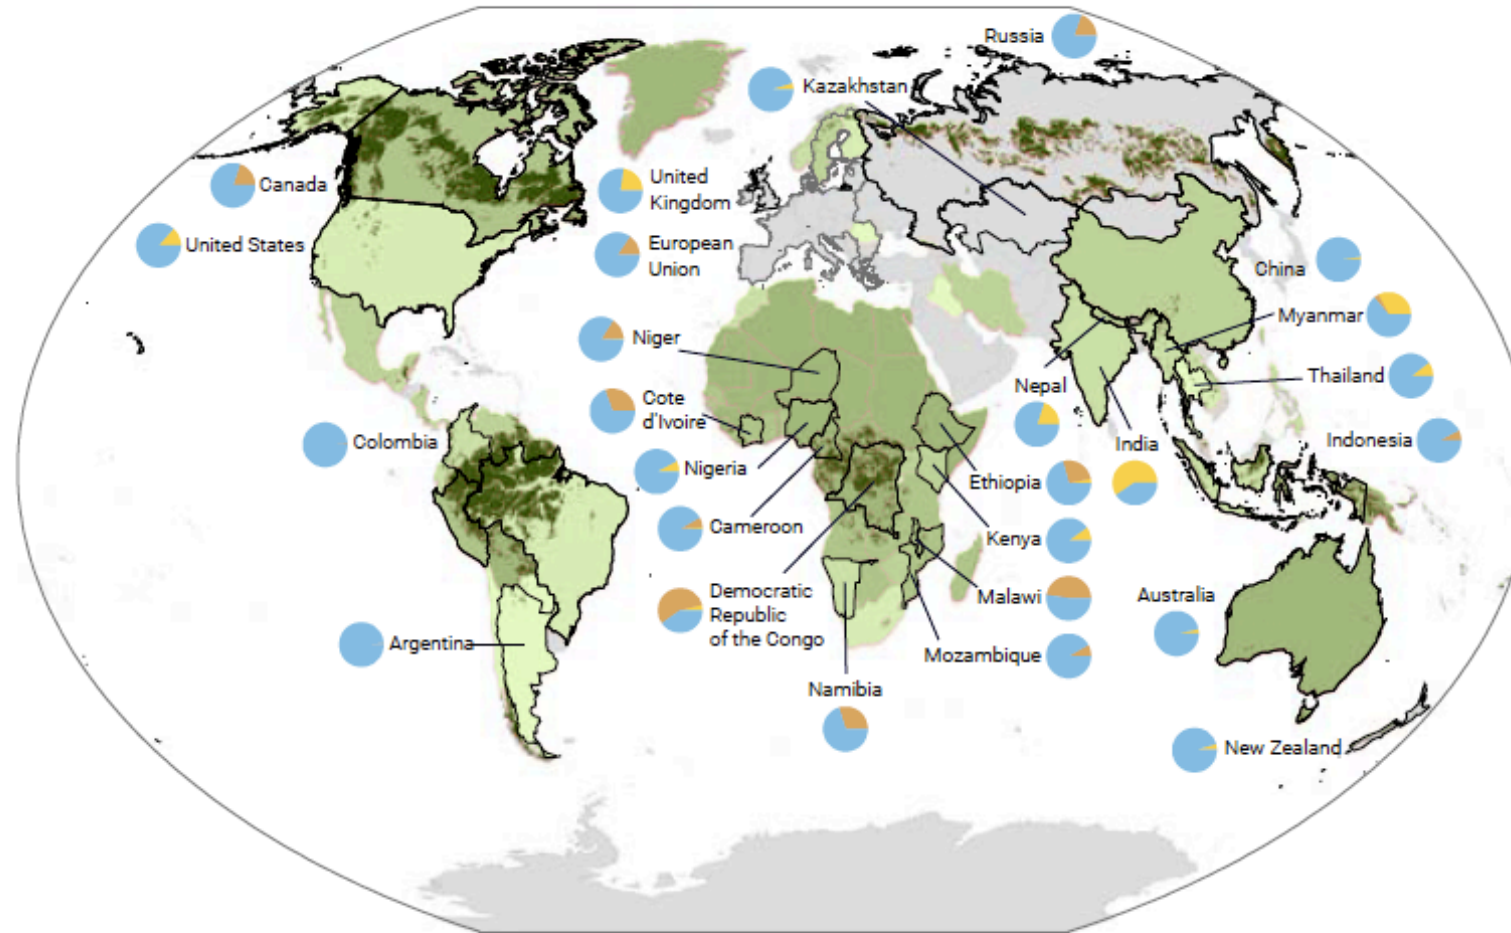 Russia
Kazakhstan
Canada
United
Kingdom
United States
European
Union
China
Myanmar
Niger
Nepal
Thailand
Cote
d'Ivoire
Colombia
India
Indonesia
Nigeria
Ethiopia
Cameroon
Kenya
Democratic
Republic
of the Congo
Malawi
Australia
Argentina
Mozambique
Namibia
New Zealand